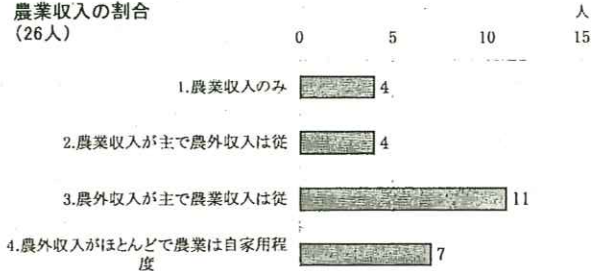 農業収入の割合
(26人)
人
0 5 10 15
1.農業収入のみ 4
2.農業収入が主で農外収入は従 4
3.農外収入が主で農業収入は従 11
4.農外収入がほとんどで農業は自家用程
度 7